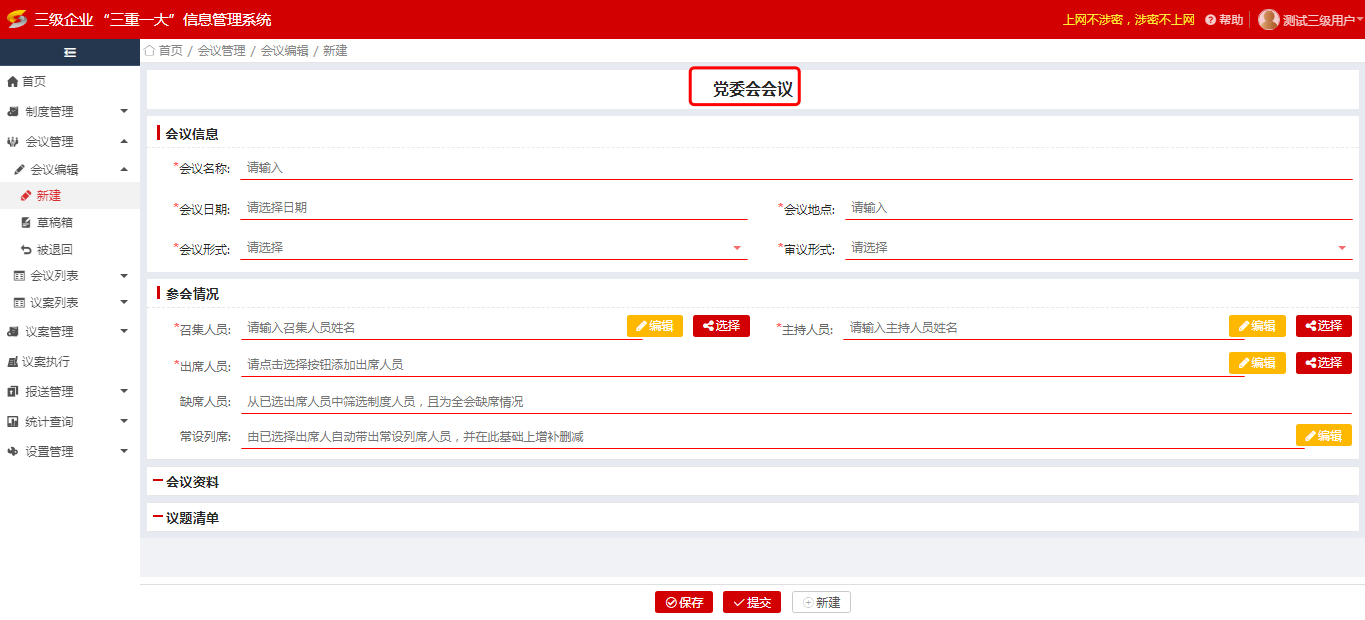 三级企业 “三重一大” 信息管理系统
上网不涉密，涉密不上网 帮助 测试三级用户
首页 / 会议管理 / 会议编辑 / 新建
首页
制度管理
会议管理
会议编辑
新建
草稿箱
被退回
会议列表
议案列表
议案管理
议案执行
报送管理
统计查询
设置管理
党委会会议
会议信息
*会议名称: 请输入
*会议日期: 请选择日期 *会议地点: 请输入
*会议形式: 请选择 *审议形式: 请选择
参会情况
*召集人员: 请输入召集人员姓名 编辑 选择 *主持人员: 请输入主持人员姓名 编辑 选择
*出席人员: 请点击选择按钮添加出席人员 编辑 选择
缺席人员: 从已选出席人员中筛选制度人员，且为全会缺席情况
常设列席: 由已选择出席人自动带出常设列席人员，并在此基础上增补删减 编辑
会议资料
议题清单
保存 提交 新建